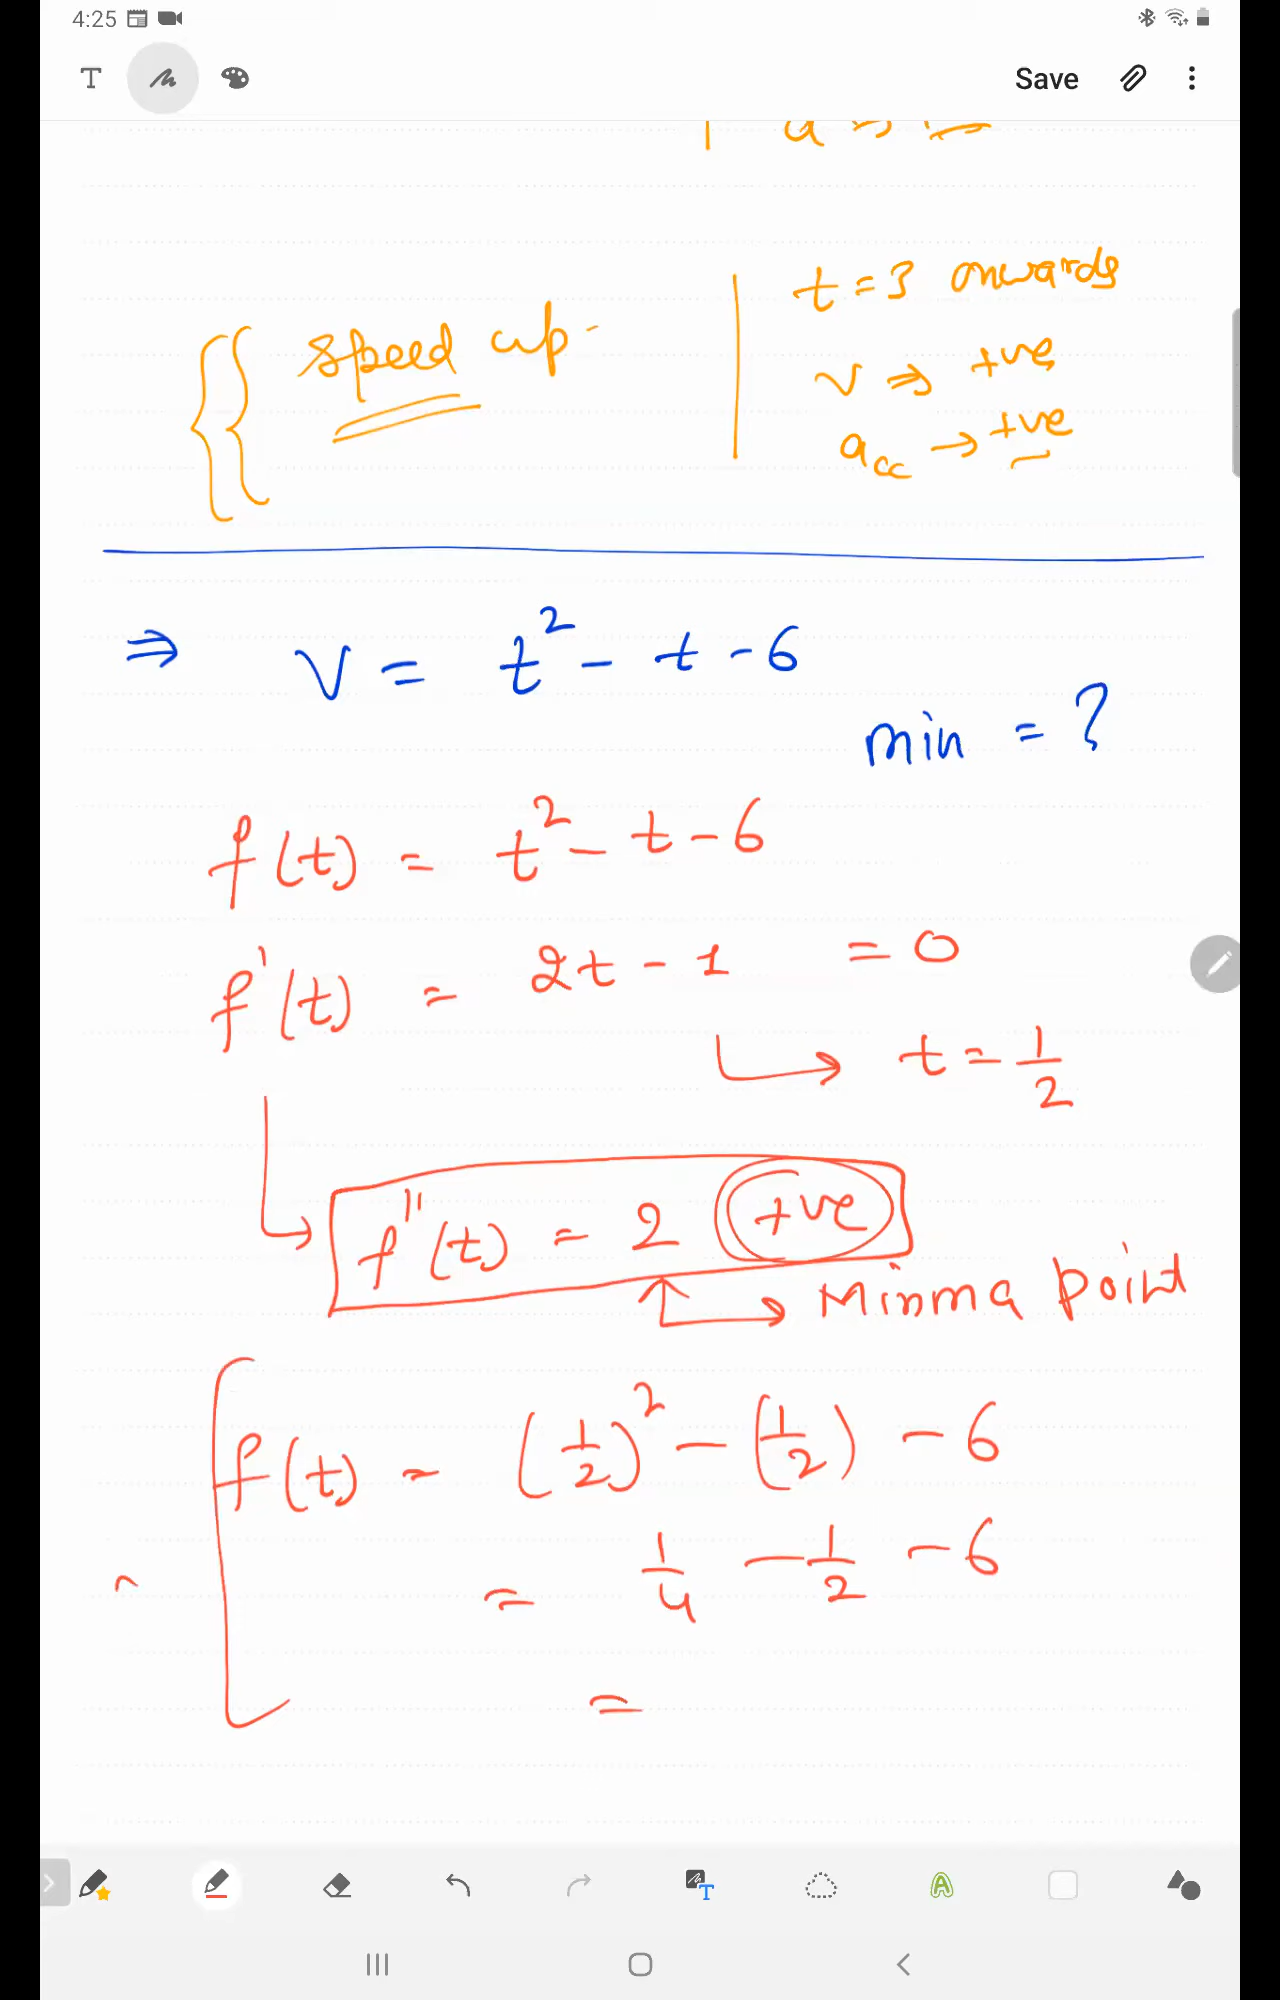 4:25
T
Save
speed up
t = 3 onwards
v ⇒ +ve
acc → +ve
⇒ V = t² - t - 6
min = ?
f(t) = t² - t - 6
f'(t) = 2t - 1 = 0
↳ t = 1/2
↳ f''(t) = 2 +ve
↳ Minma point
f(t) = (1/2)² - (1/2) - 6
= 1/4 - 1/2 - 6
=